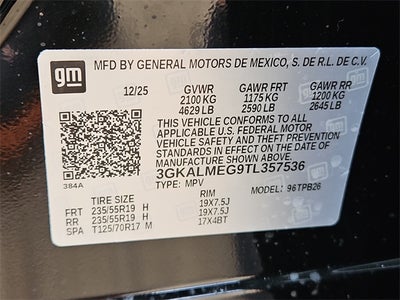 gm
MFD BY GENERAL MOTORS DE MEXICO, S. DE R.L. DE C.V.
12/25 GVWR GAWR FRT GAWR RR
2100 KG 1175 KG 1200 KG
4629 LB 2590 LB 2645 LB
THIS VEHICLE CONFORMS TO ALL
APPLICABLE U.S. FEDERAL MOTOR
VEHICLE SAFETY AND THEFT
PREVENTION STANDARDS IN EFFECT ON
THE DATE OF MANUFACTURE SHOWN ABOVE.
3GKALMEG9TL357536
384A TYPE: MPV MODEL: 96TPB26
TIRE SIZE RIM
FRT 235/55R19 H 19X7.5J
RR 235/55R19 H 19X7.5J
SPA T125/70R17 M 17X4BT